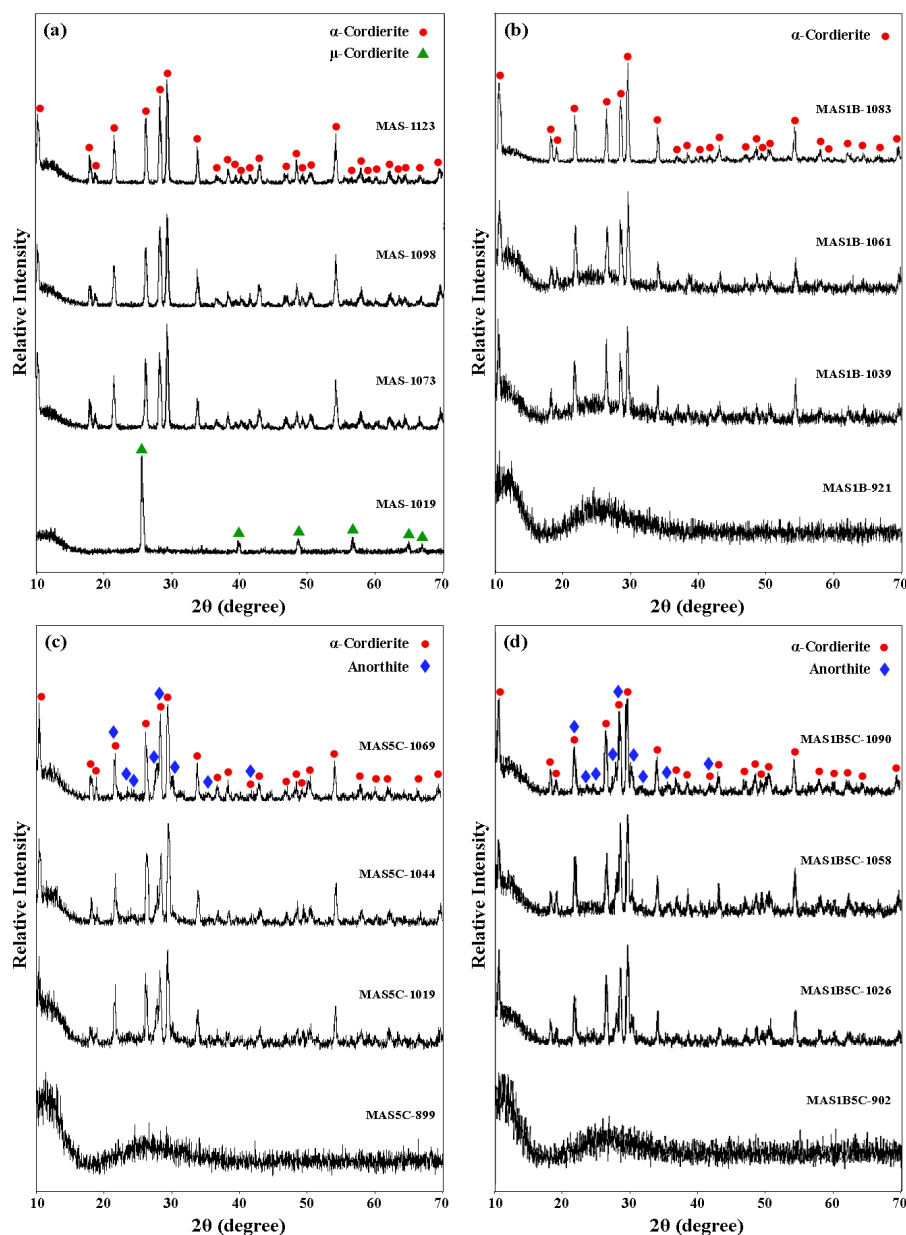 (a)
α-Cordierite
μ-Cordierite
MAS-1123
MAS-1098
MAS-1073
MAS-1019
Relative Intensity
10 20 30 40 50 60 70
2θ (degree)
(b)
α-Cordierite
MAS1B-1083
MAS1B-1061
MAS1B-1039
MAS1B-921
Relative Intensity
10 20 30 40 50 60 70
2θ (degree)
(c)
α-Cordierite
Anorthite
MAS5C-1069
MAS5C-1044
MAS5C-1019
MAS5C-899
Relative Intensity
10 20 30 40 50 60 70
2θ (degree)
(d)
α-Cordierite
Anorthite
MAS1B5C-1090
MAS1B5C-1058
MAS1B5C-1026
MAS1B5C-902
Relative Intensity
10 20 30 40 50 60 70
2θ (degree)